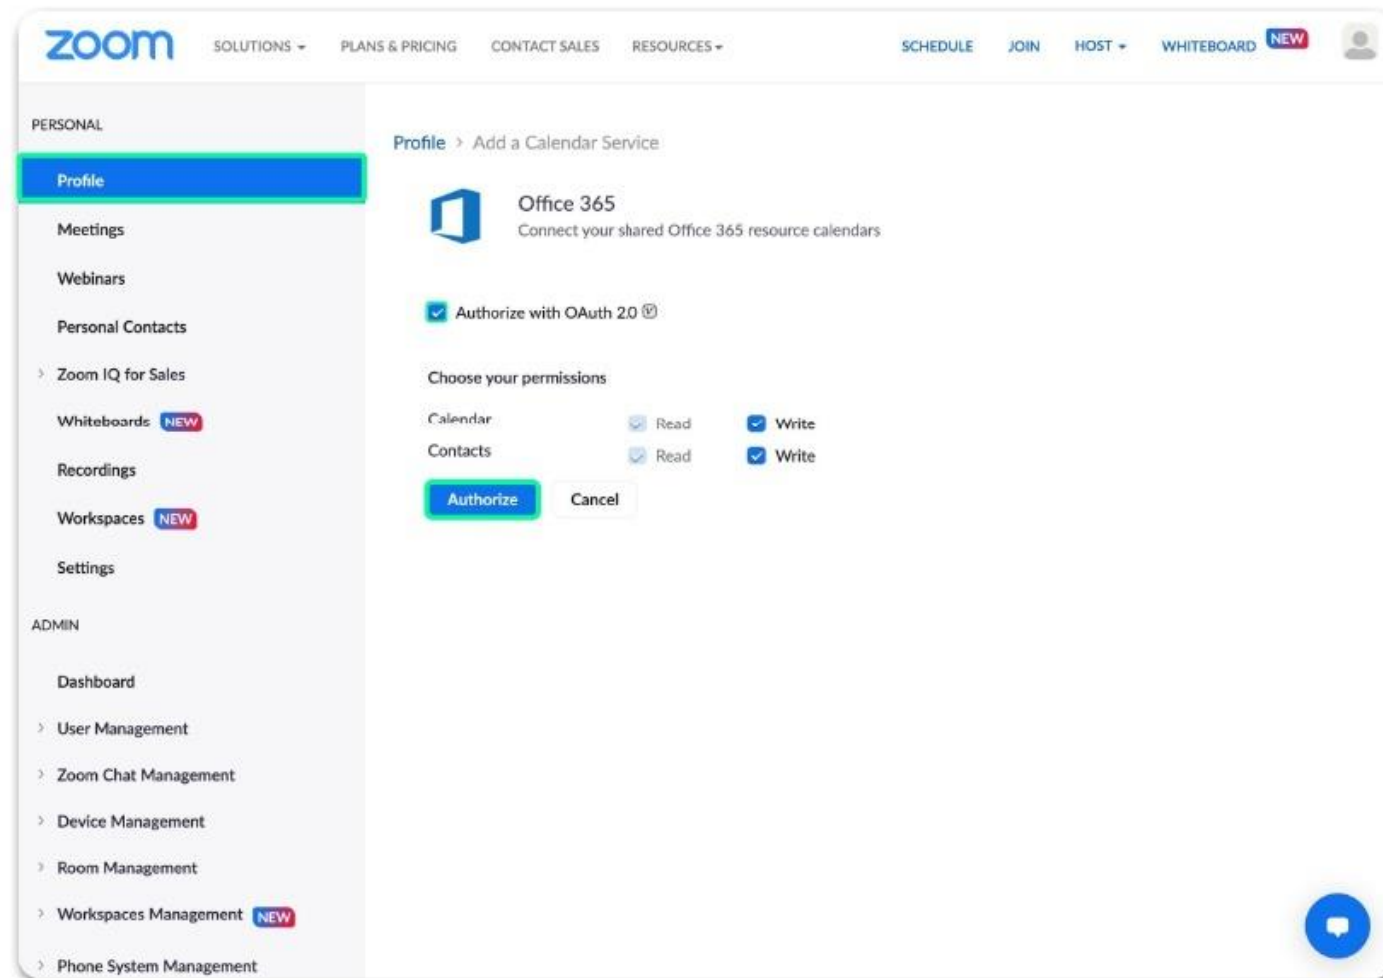 zoom SOLUTIONS PLANS & PRICING CONTACT SALES RESOURCES SCHEDULE JOIN HOST WHITEBOARD NEW
PERSONAL
Profile
Meetings
Webinars
Personal Contacts
Zoom IQ for Sales
Whiteboards NEW
Recordings
Workspaces NEW
Settings
ADMIN
Dashboard
User Management
Zoom Chat Management
Device Management
Room Management
Workspaces Management NEW
Phone System Management
Profile > Add a Calendar Service
Office 365
Connect your shared Office 365 resource calendars
Authorize with OAuth 2.0
Choose your permissions
Calendar Read Write
Contacts Read Write
Authorize Cancel